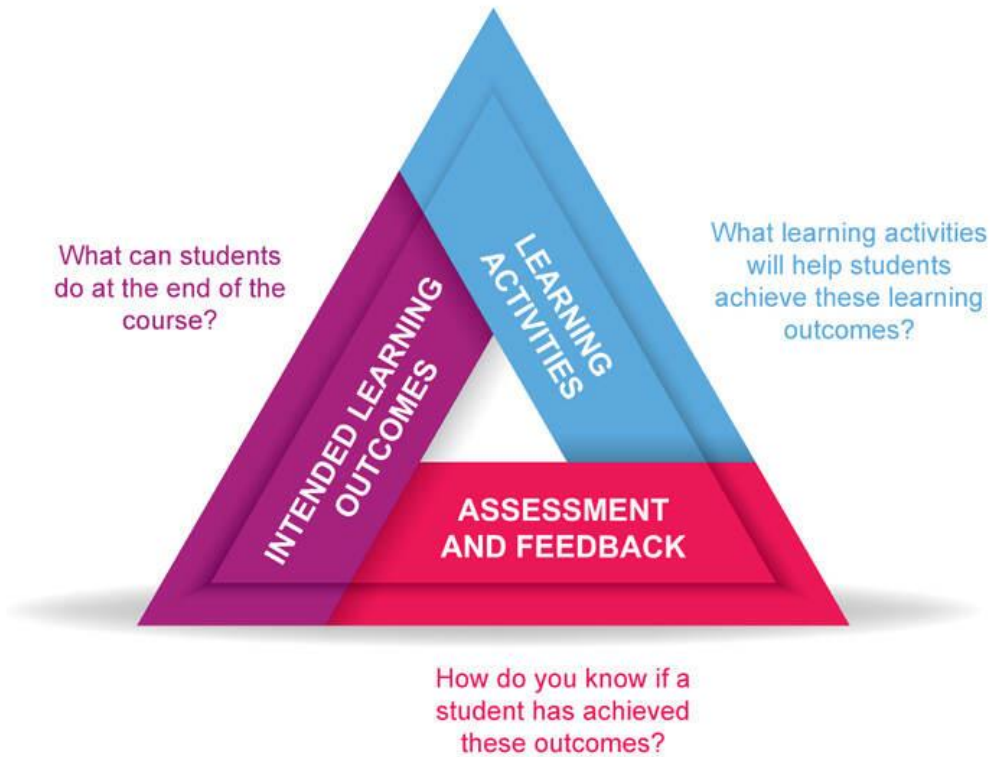 What can students
do at the end of the
course?
INTENDED LEARNING
OUTCOMES
LEARNING
ACTIVITIES
What learning activities
will help students
achieve these learning
outcomes?
ASSESSMENT
AND FEEDBACK
How do you know if a
student has achieved
these outcomes?